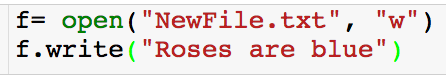 f= open("NewFile.txt", "w")
f.write("Roses are blue")